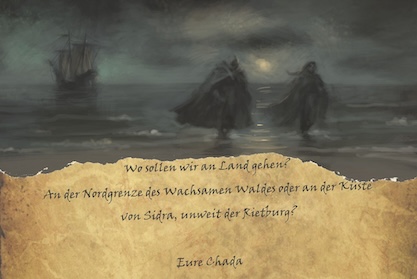 Wo sollen wir an Land gehen?
An der Nordgrenze des Wachsamen Waldes oder an der Küste
von Sidra, unweit der Rietburg?
Eure Chada